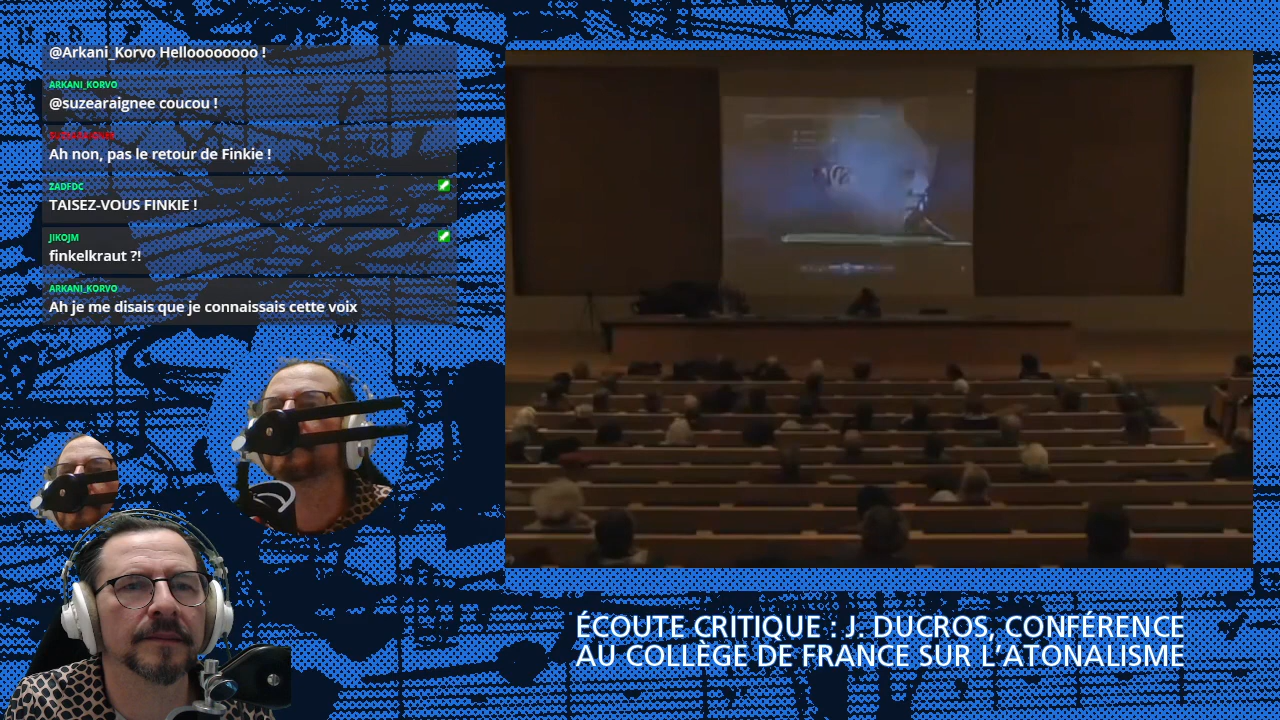 @Arkani_Korvo Helloooooooo !
ARKANI_KORVO
@suzearaignee coucou !
SUZEARAIGNEE
Ah non, pas le retour de Finkie !
ZADFDC
TAISEZ-VOUS FINKIE !
JIKOJM
finkelkraut ?!
ARKANI_KORVO
Ah je me disais que je connaissais cette voix
ÉCOUTE CRITIQUE : J. DUCROS, CONFÉRENCE
AU COLLÈGE DE FRANCE SUR L'ATONALISME